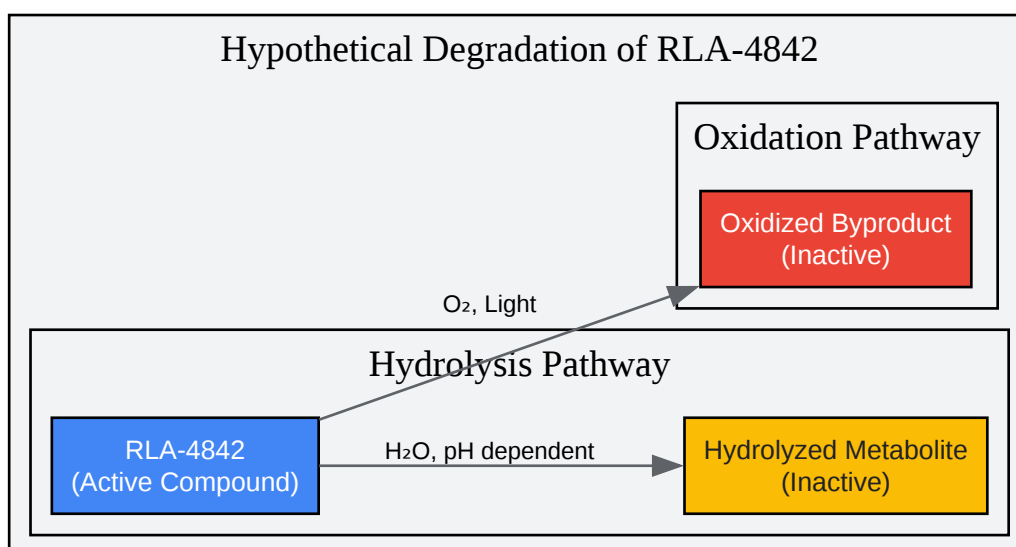 Hypothetical Degradation of RLA-4842
Oxidation Pathway
Oxidized Byproduct
(Inactive)
O₂, Light
Hydrolysis Pathway
RLA-4842
(Active Compound)
H₂O, pH dependent
Hydrolyzed Metabolite
(Inactive)